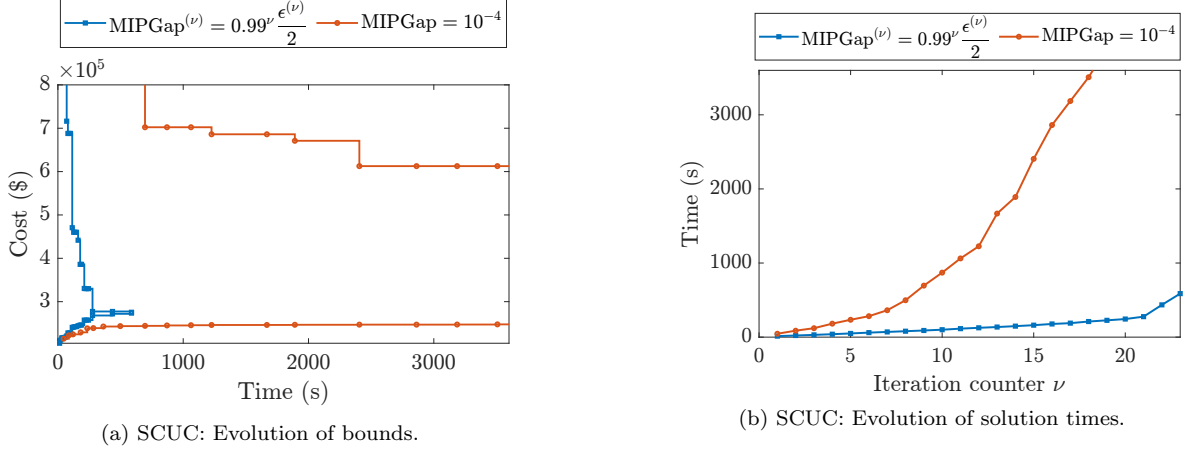 MIPGap^(ν) = 0.99^ν ϵ^(ν)/2 MIPGap = 10^−4
×10^5
8
7
6
5
4
3
Cost ($)
0 1000 2000 3000
Time (s)
(a) SCUC: Evolution of bounds.
MIPGap^(ν) = 0.99^ν ϵ^(ν)/2 MIPGap = 10^−4
3000
2000
1000
0
Time (s)
0 5 10 15 20
Iteration counter ν
(b) SCUC: Evolution of solution times.